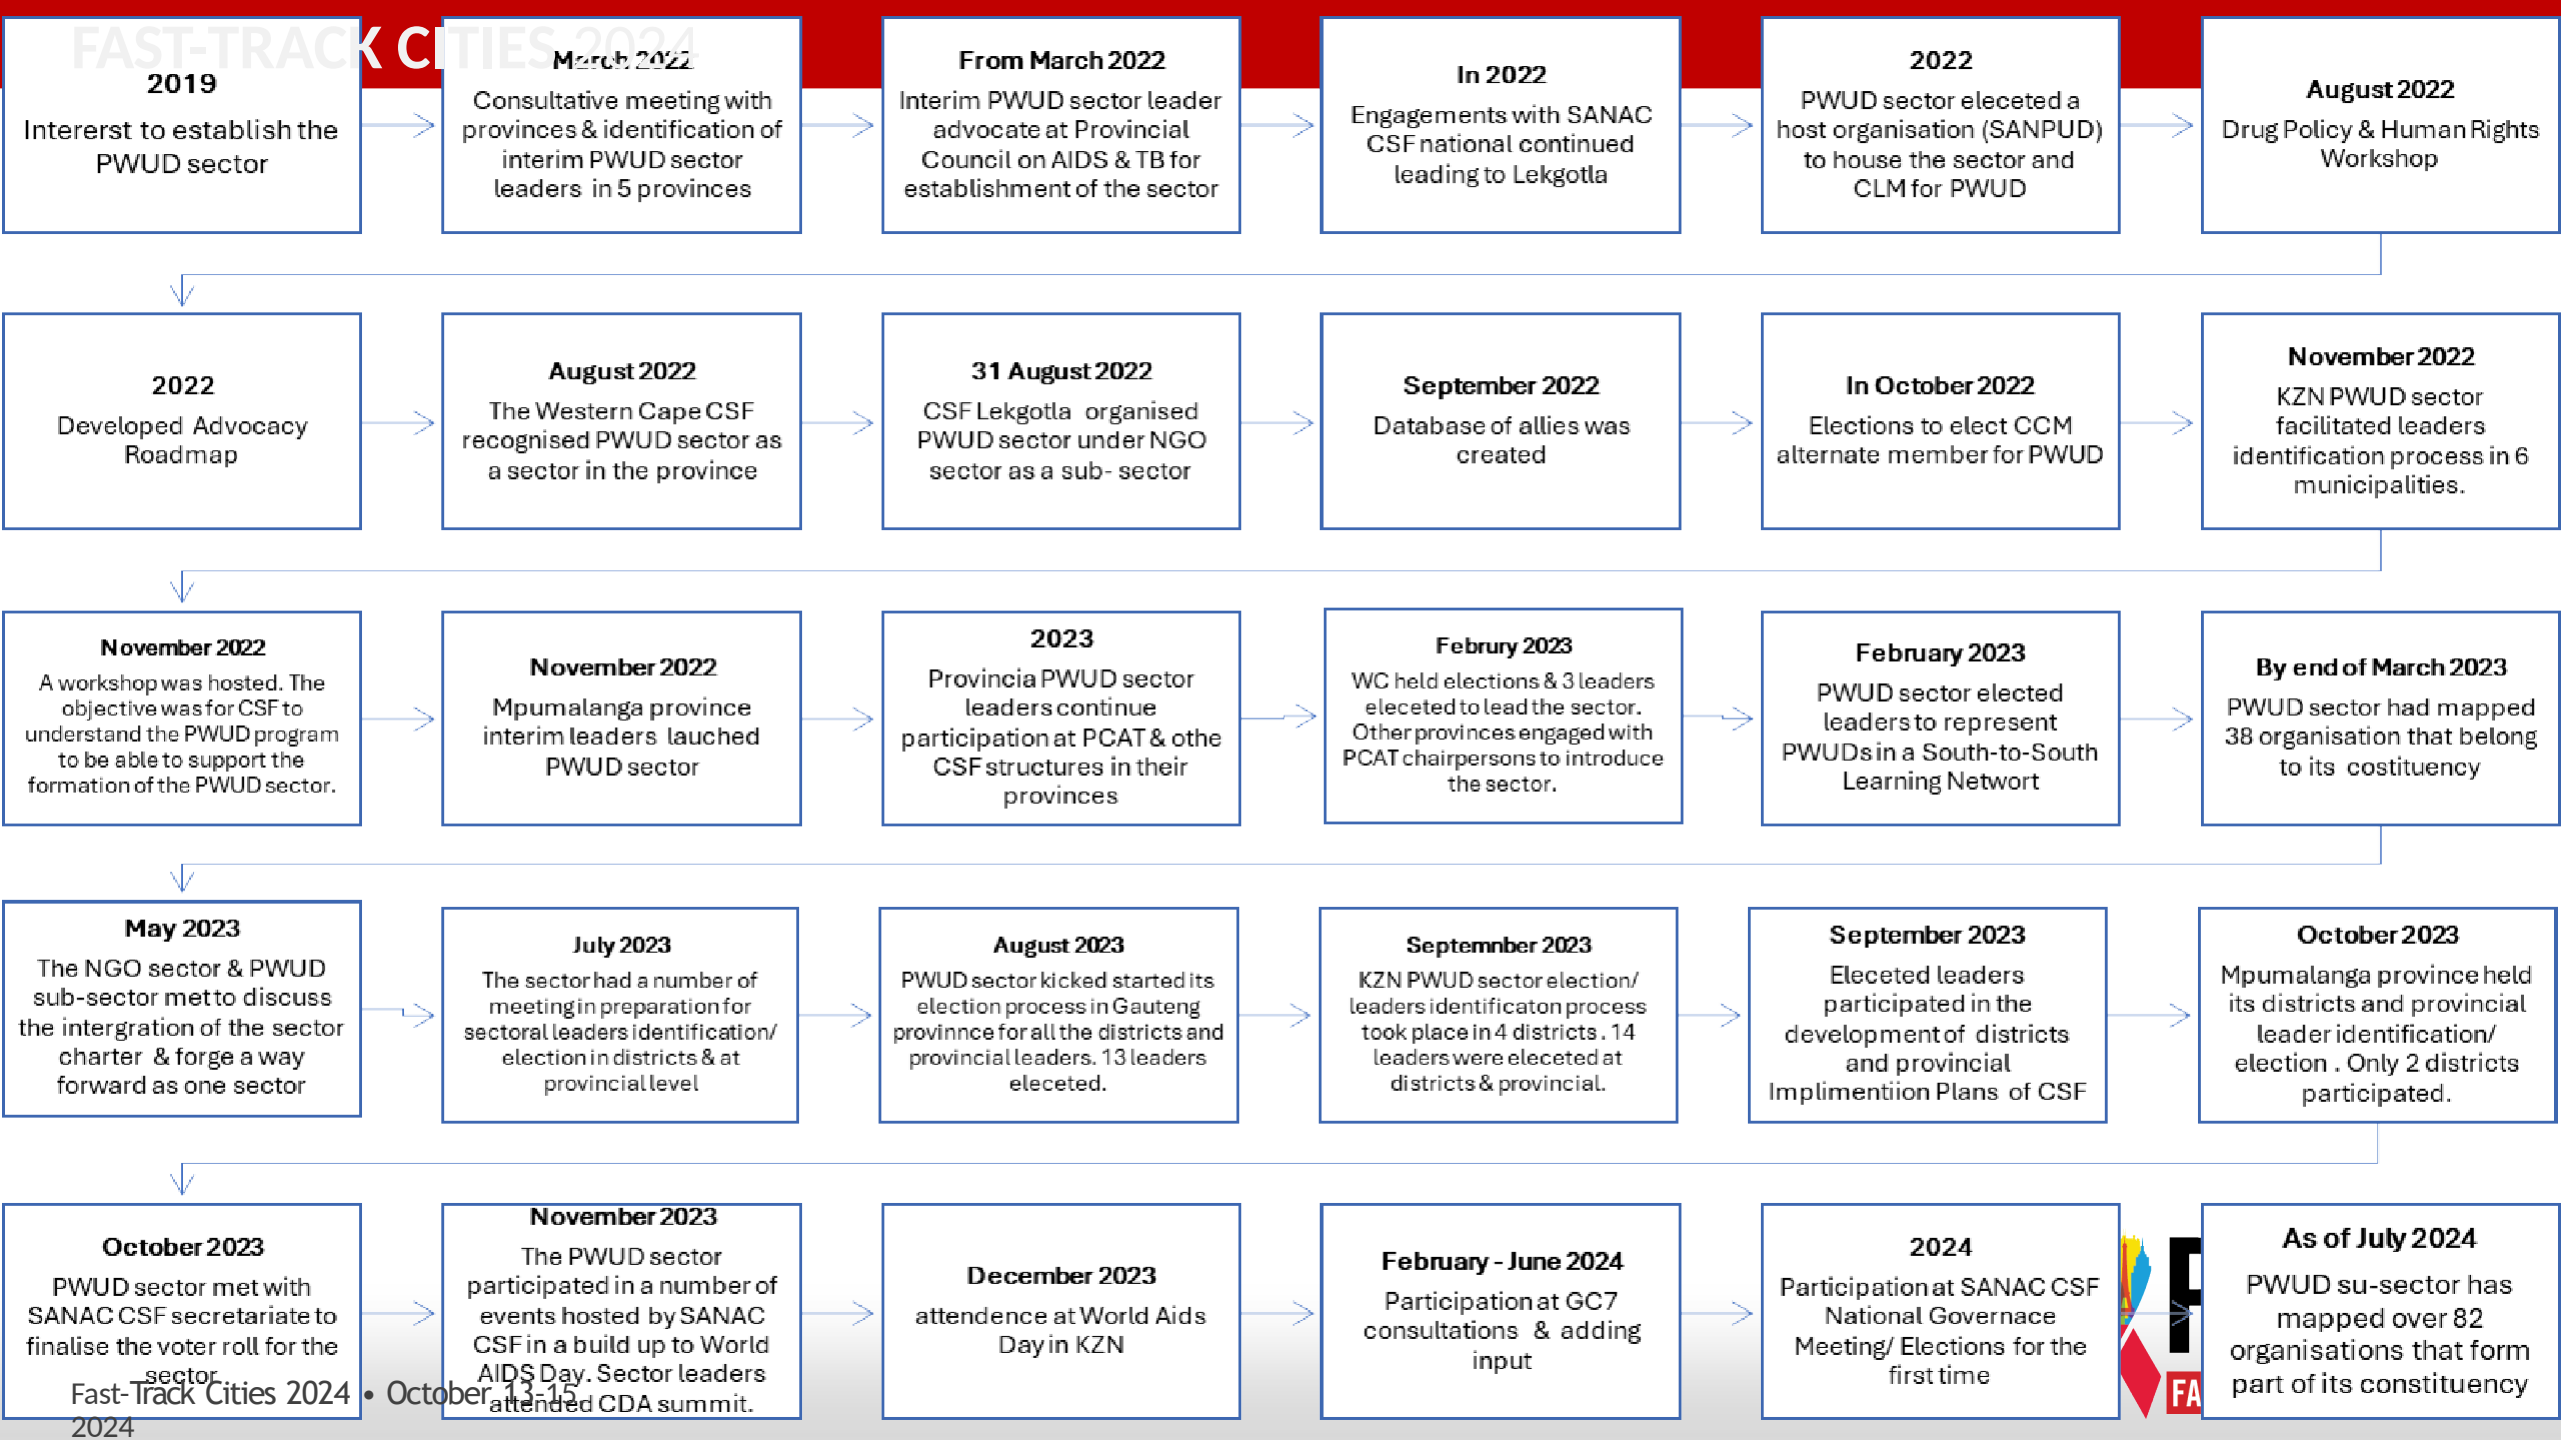 FAST-TRACK CITIES 2024
2019
Intererst to establish the
PWUD sector
March 2022
Consultative meeting with
provinces & identification of
interim PWUD sector
leaders in 5 provinces
From March 2022
Interim PWUD sector leader
advocate at Provincial
Council on AIDS & TB for
establishment of the sector
In 2022
Engagements with SANAC
CSF national continued
leading to Lekgotla
2022
PWUD sector eleceted a
host organisation (SANPUD)
to house the sector and
CLM for PWUD
August 2022
Drug Policy & Human Rights
Workshop
2022
Developed Advocacy
Roadmap
August 2022
The Western Cape CSF
recognised PWUD sector as
a sector in the province
31 August 2022
CSF Lekgotla organised
PWUD sector under NGO
sector as a sub- sector
September 2022
Database of allies was
created
In October 2022
Elections to elect CCM
alternate member for PWUD
November 2022
KZN PWUD sector
facilitated leaders
identification process in 6
municipalities.
November 2022
A workshop was hosted. The
objective was for CSF to
understand the PWUD program
to be able to support the
formation of the PWUD sector.
November 2022
Mpumalanga province
interim leaders lauched
PWUD sector
2023
Provincia PWUD sector
leaders continue
participation at PCAT & othe
CSF structures in their
provinces
Februry 2023
WC held elections & 3 leaders
eleceted to lead the sector.
Other provinces engaged with
PCAT chairpersons to introduce
the sector.
February 2023
PWUD sector elected
leaders to represent
PWUDs in a South-to-South
Learning Networt
By end of March 2023
PWUD sector had mapped
38 organisation that belong
to its costituency
May 2023
The NGO sector & PWUD
sub-sector met to discuss
the intergration of the sector
charter & forge a way
forward as one sector
July 2023
The sector had a number of
meeting in preparation for
sectoral leaders identification/
election in districts & at
provincial level
August 2023
PWUD sector kicked started its
election process in Gauteng
provinnce for all the districts and
provincial leaders. 13 leaders
eleceted.
Septemnber 2023
KZN PWUD sector election/
leaders identificaton process
took place in 4 districts . 14
leaders were eleceted at
districts & provincial.
September 2023
Eleceted leaders
participated in the
development of districts
and provincial
Implimentiion Plans of CSF
October 2023
Mpumalanga province held
its districts and provincial
leader identification/
election . Only 2 districts
participated.
October 2023
PWUD sector met with
SANAC CSF secretariate to
finalise the voter roll for the
sector
November 2023
The PWUD sector
participated in a number of
events hosted by SANAC
CSF in a build up to World
AIDS Day. Sector leaders
attended CDA summit.
December 2023
attendence at World Aids
Day in KZN
February - June 2024
Participation at GC7
consultations & adding
input
2024
Participation at SANAC CSF
National Governace
Meeting/ Elections for the
first time
As of July 2024
PWUD su-sector has
mapped over 82
organisations that form
part of its constituency
Fast-Track Cities 2024 • October 13-15
2024